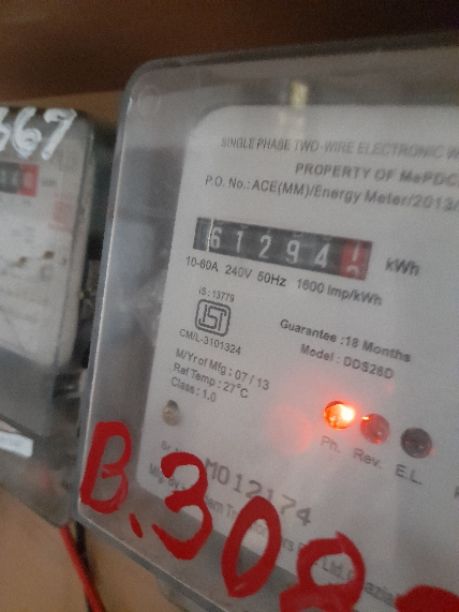 367
SINGLE PHASE TWO-WIRE ELECTRONIC
PROPERTY OF MePDC
P.O. No.: ACE(MM)/Energy Meter/2013/
61294 kWh
10-60A 240V 50Hz 1600 Imp/kWh
IS : 13779
CM/L-3101324
Guarantee : 18 Months
Model : DDS28D
M/Yr of Mfg : 07 / 13
Ref Temp : 27°C
Class : 1.0
Ph. Rev. E.L.
M012174
B.308